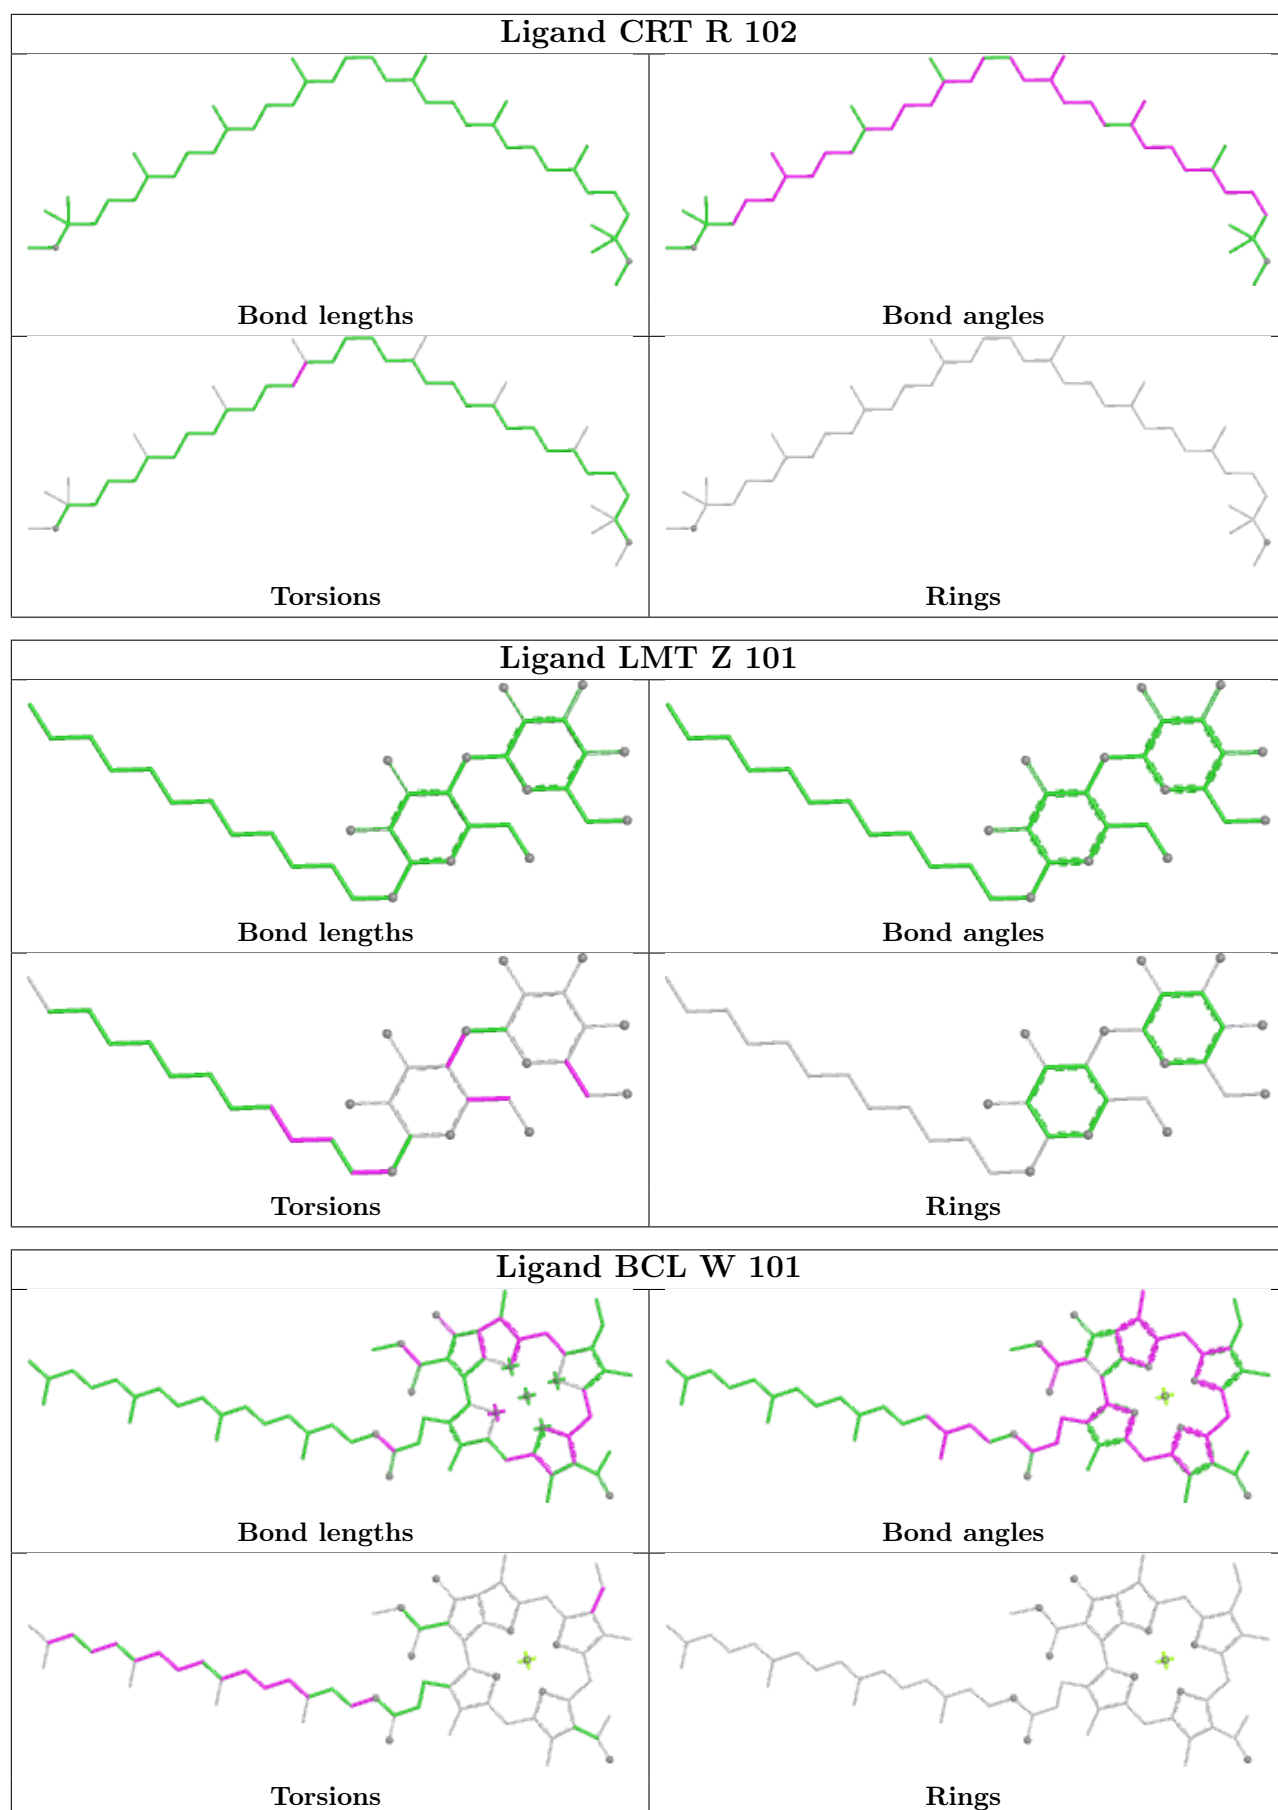 Ligand CRT R 102
Bond lengths
Bond angles
Torsions
Rings
Ligand LMT Z 101
Bond lengths
Bond angles
Torsions
Rings
Ligand BCL W 101
Bond lengths
Bond angles
Torsions
Rings